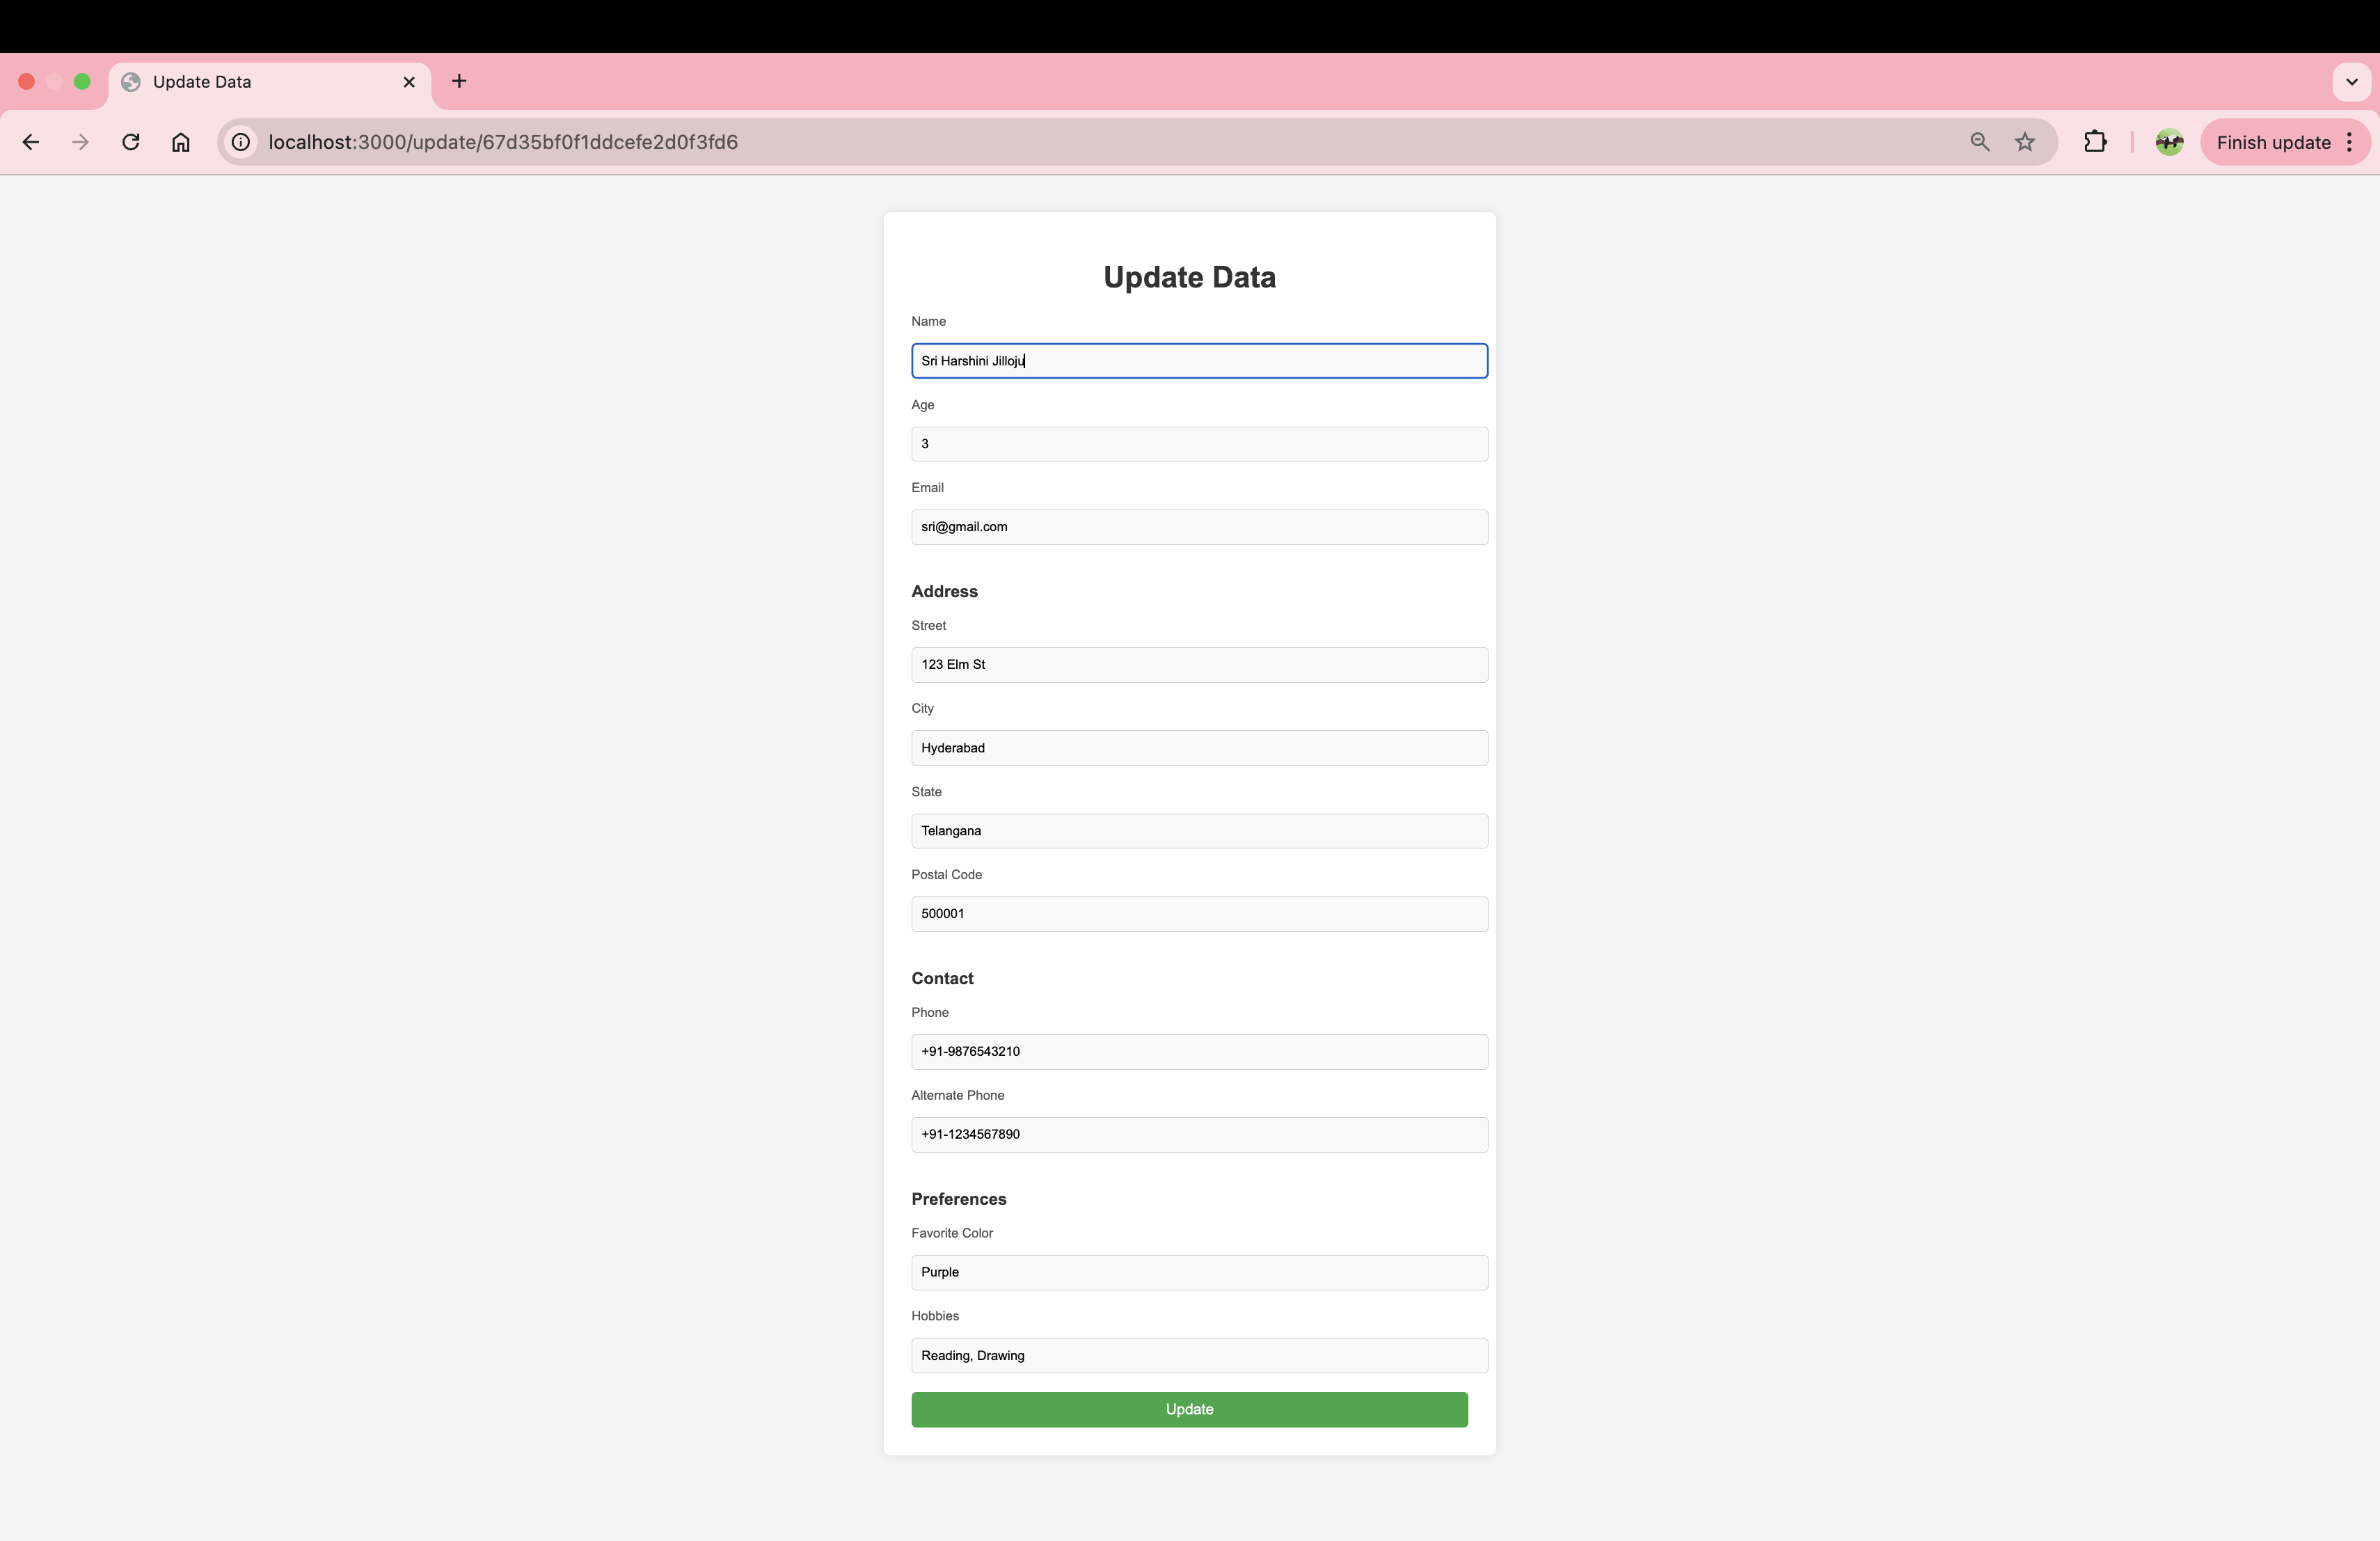 Update Data
localhost:3000/update/67d35bf0f1ddcefe2d0f3fd6
Finish update
Update Data
Name
Sri Harshini Jilloju
Age
3
Email
sri@gmail.com
Address
Street
123 Elm St
City
Hyderabad
State
Telangana
Postal Code
500001
Contact
Phone
+91-9876543210
Alternate Phone
+91-1234567890
Preferences
Favorite Color
Purple
Hobbies
Reading, Drawing
Update